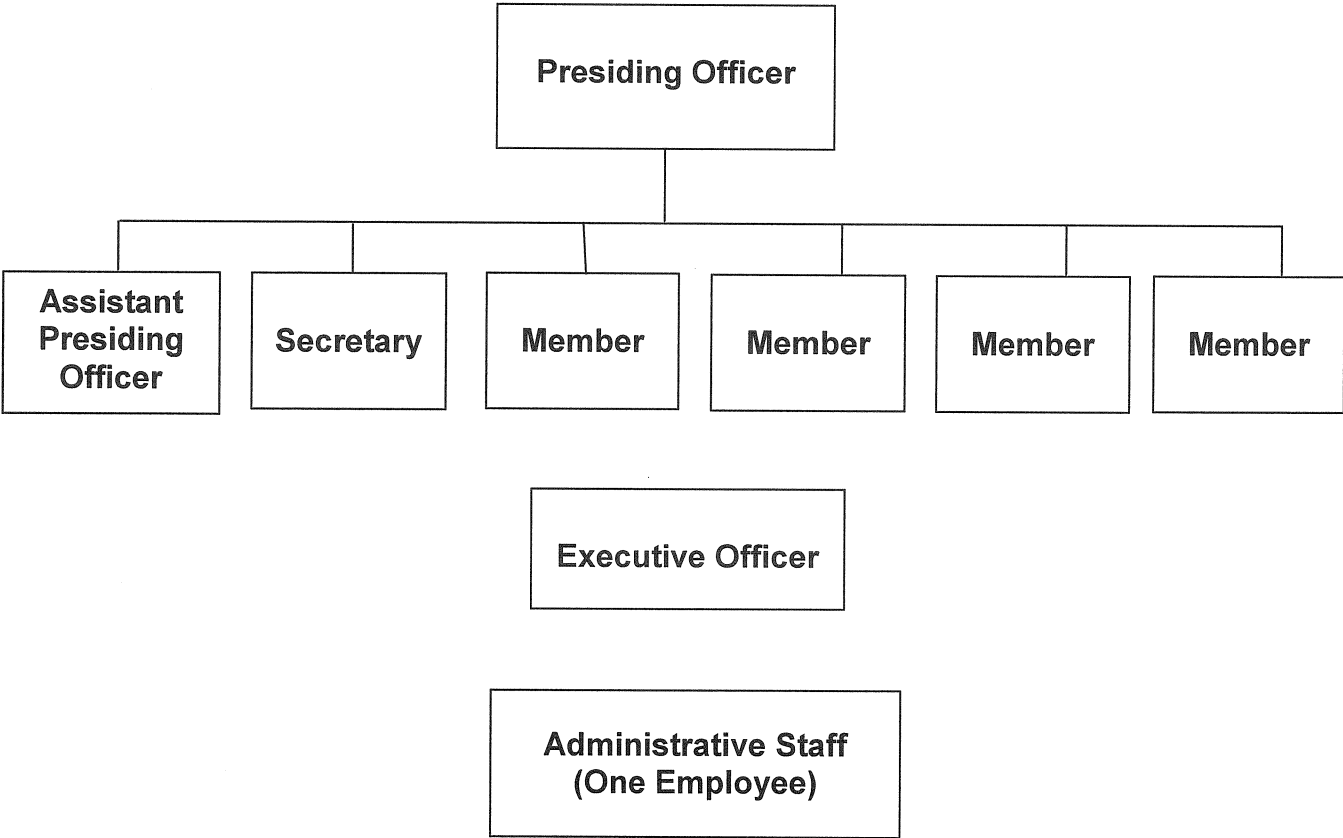 Presiding Officer
Assistant
Presiding
Officer
Secretary
Member
Member
Member
Member
Executive Officer
Administrative Staff
(One Employee)